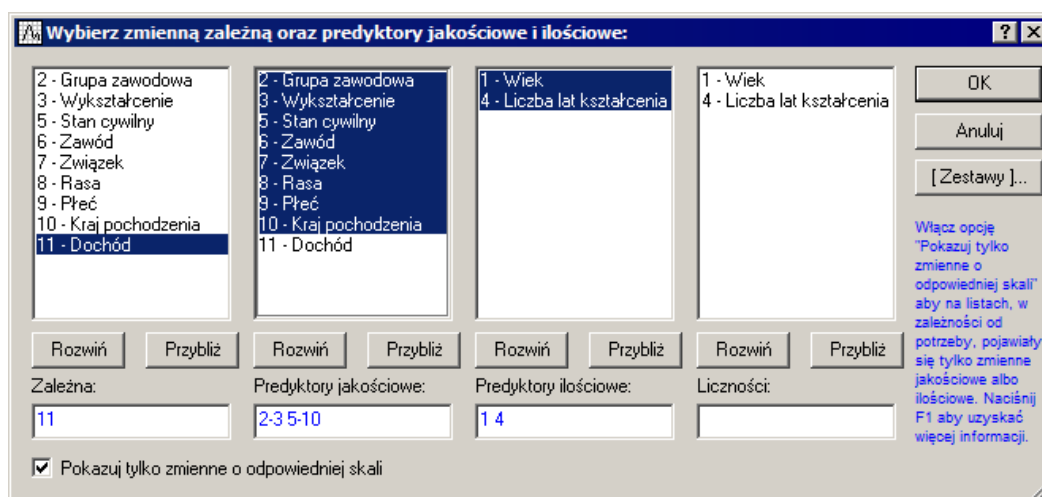 Wybierz zmienną zależną oraz predyktory jakościowe i ilościowe:
2 - Grupa zawodowa
3 - Wykształcenie
5 - Stan cywilny
6 - Zawód
7 - Związek
8 - Rasa
9 - Płeć
10 - Kraj pochodzenia
11 - Dochód
2 - Grupa zawodowa
3 - Wykształcenie
5 - Stan cywilny
6 - Zawód
7 - Związek
8 - Rasa
9 - Płeć
10 - Kraj pochodzenia
11 - Dochód
1 - Wiek
4 - Liczba lat kształcenia
1 - Wiek
4 - Liczba lat kształcenia
OK
Anuluj
[ Zestawy ]...
Włącz opcję
"Pokazuj tylko
zmienne o
odpowiedniej skali"
aby na listach, w
zależności od
potrzeby, pojawiały
się tylko zmienne
jakościowe albo
ilościowe. Naciśnij
F1 aby uzyskać
więcej informacji.
Rozwiń Przybliż Rozwiń Przybliż Rozwiń Przybliż Rozwiń Przybliż
Zależna: Predyktory jakościowe: Predyktory ilościowe: Liczności:
11 2-3 5-10 1 4
Pokazuj tylko zmienne o odpowiedniej skali